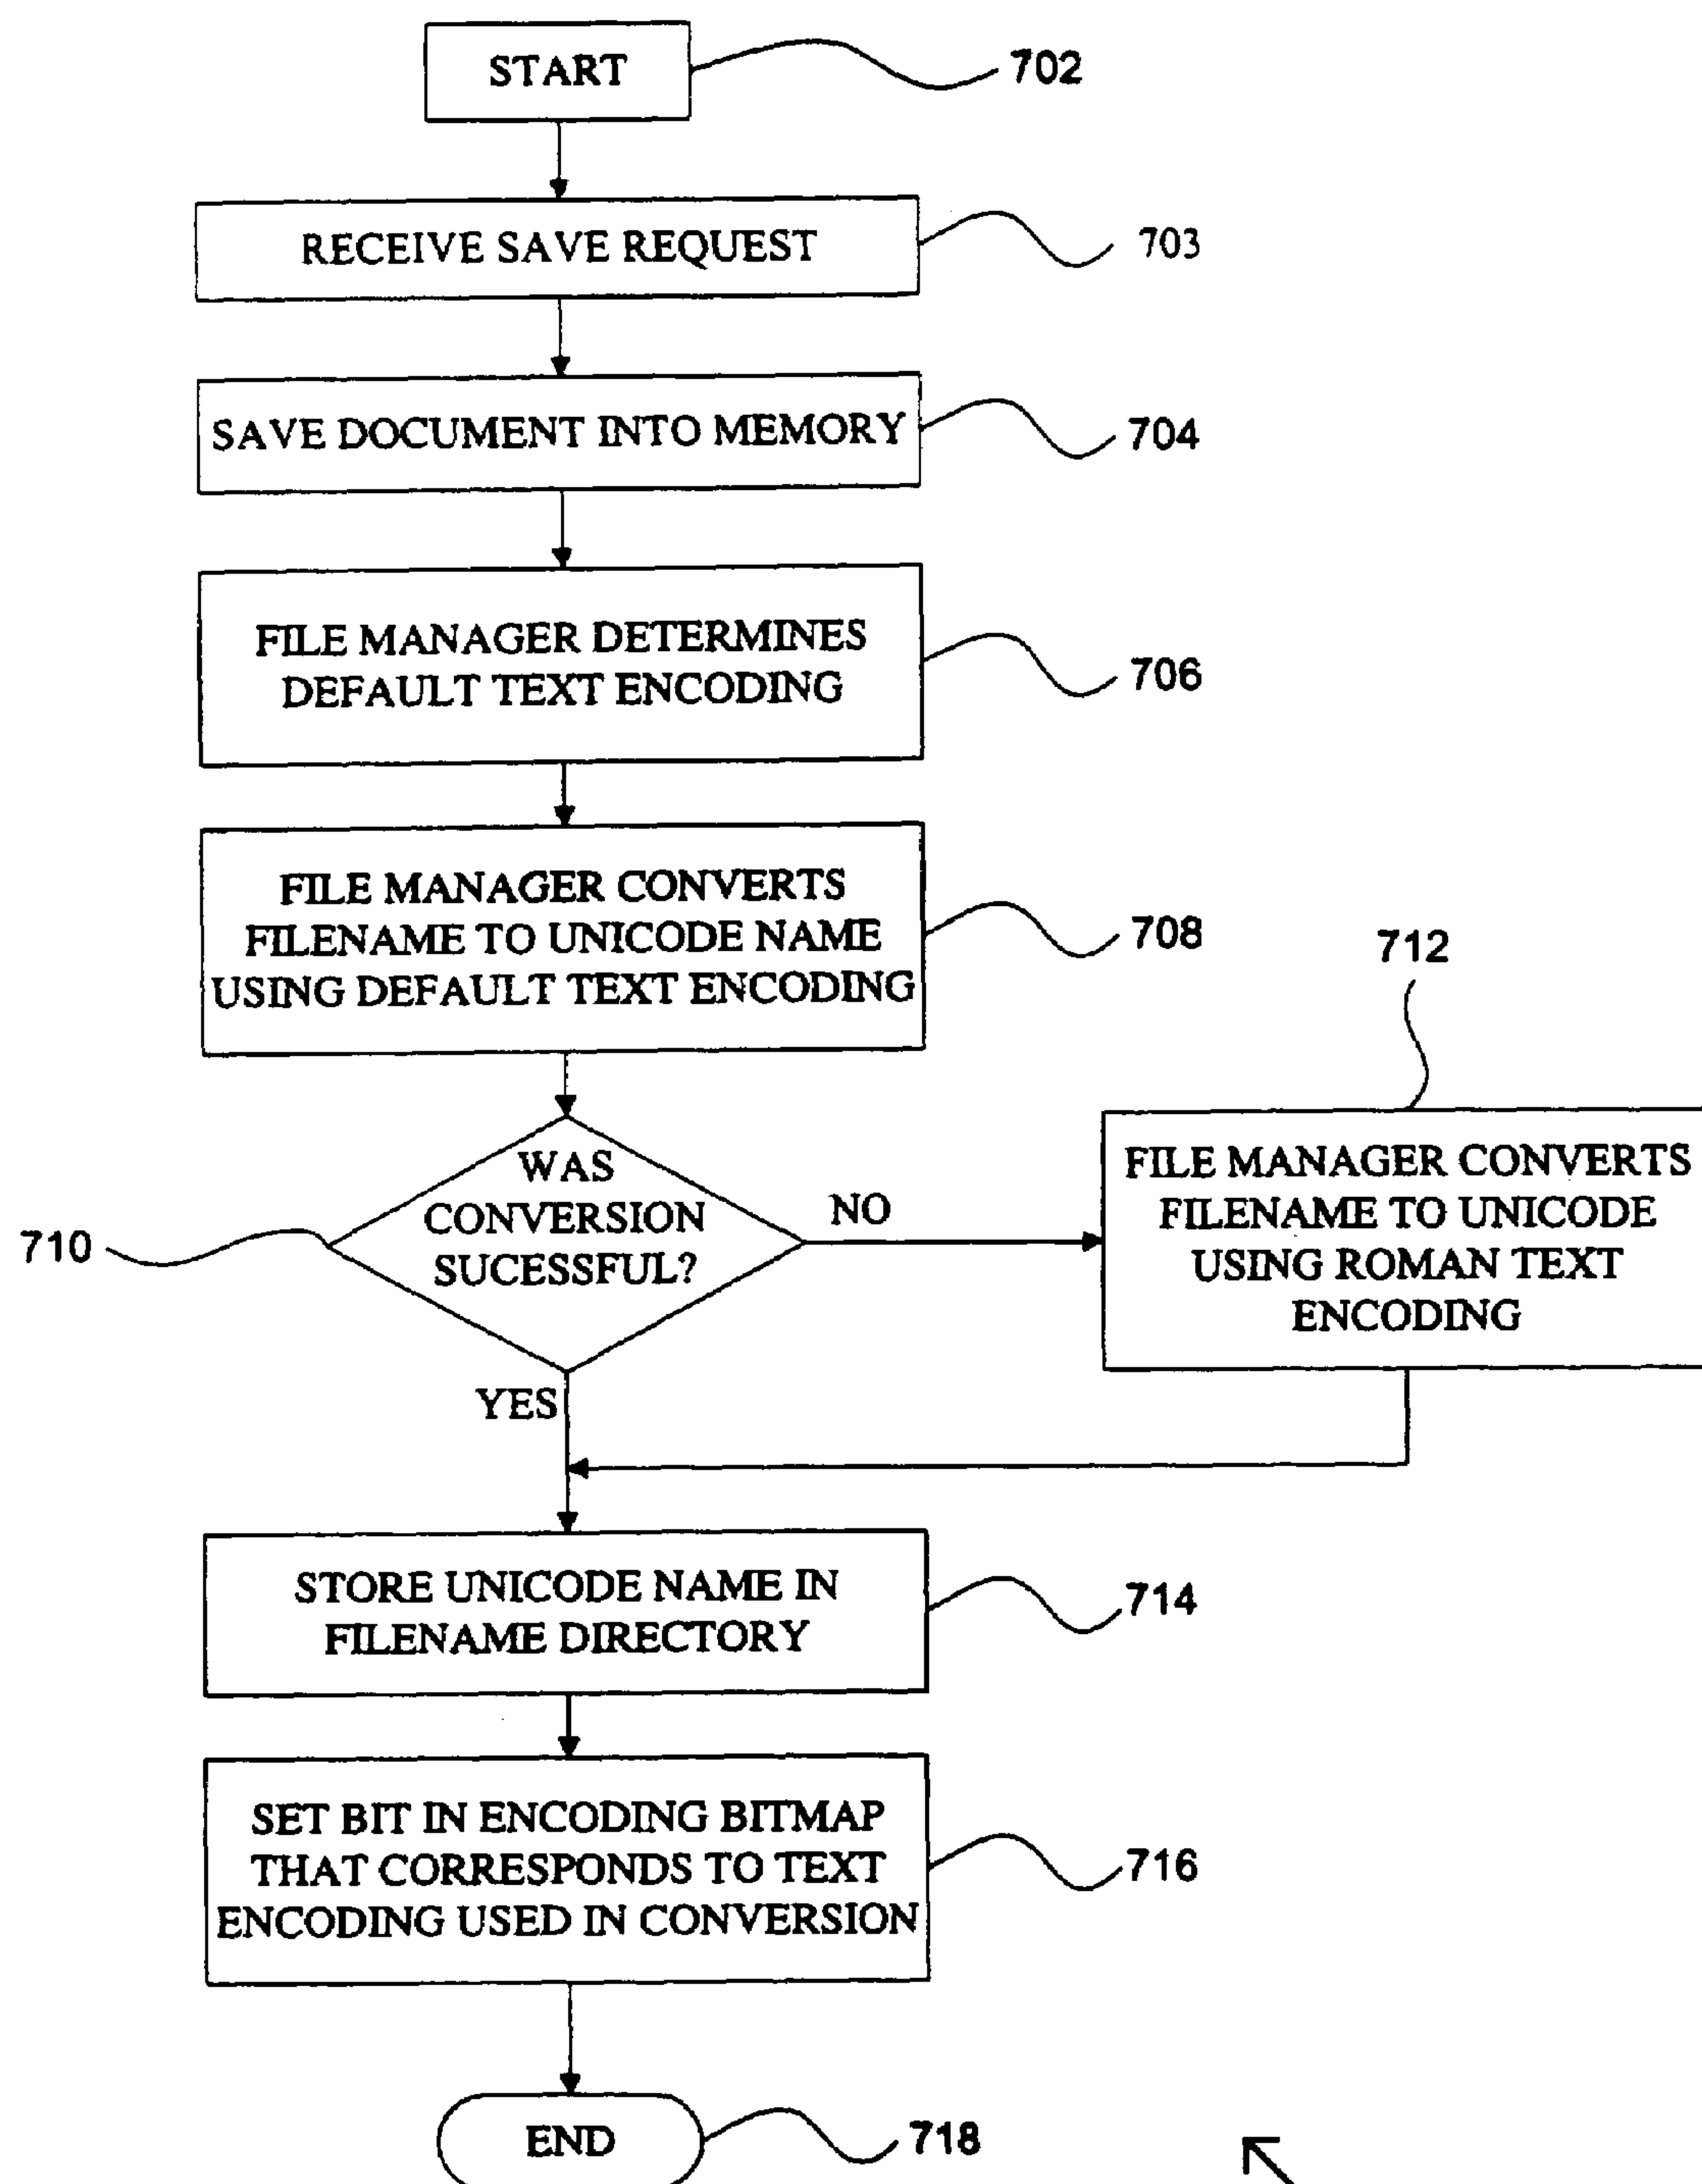 START
702
RECEIVE SAVE REQUEST
703
SAVE DOCUMENT INTO MEMORY
704
FILE MANAGER DETERMINES
DEFAULT TEXT ENCODING
706
FILE MANAGER CONVERTS
FILENAME TO UNICODE NAME
USING DEFAULT TEXT ENCODING
708
712
WAS
CONVERSION
SUCESSFUL?
710
NO
FILE MANAGER CONVERTS
FILENAME TO UNICODE
USING ROMAN TEXT
ENCODING
YES
STORE UNICODE NAME IN
FILENAME DIRECTORY
714
SET BIT IN ENCODING BITMAP
THAT CORRESPONDS TO TEXT
ENCODING USED IN CONVERSION
716
END
718